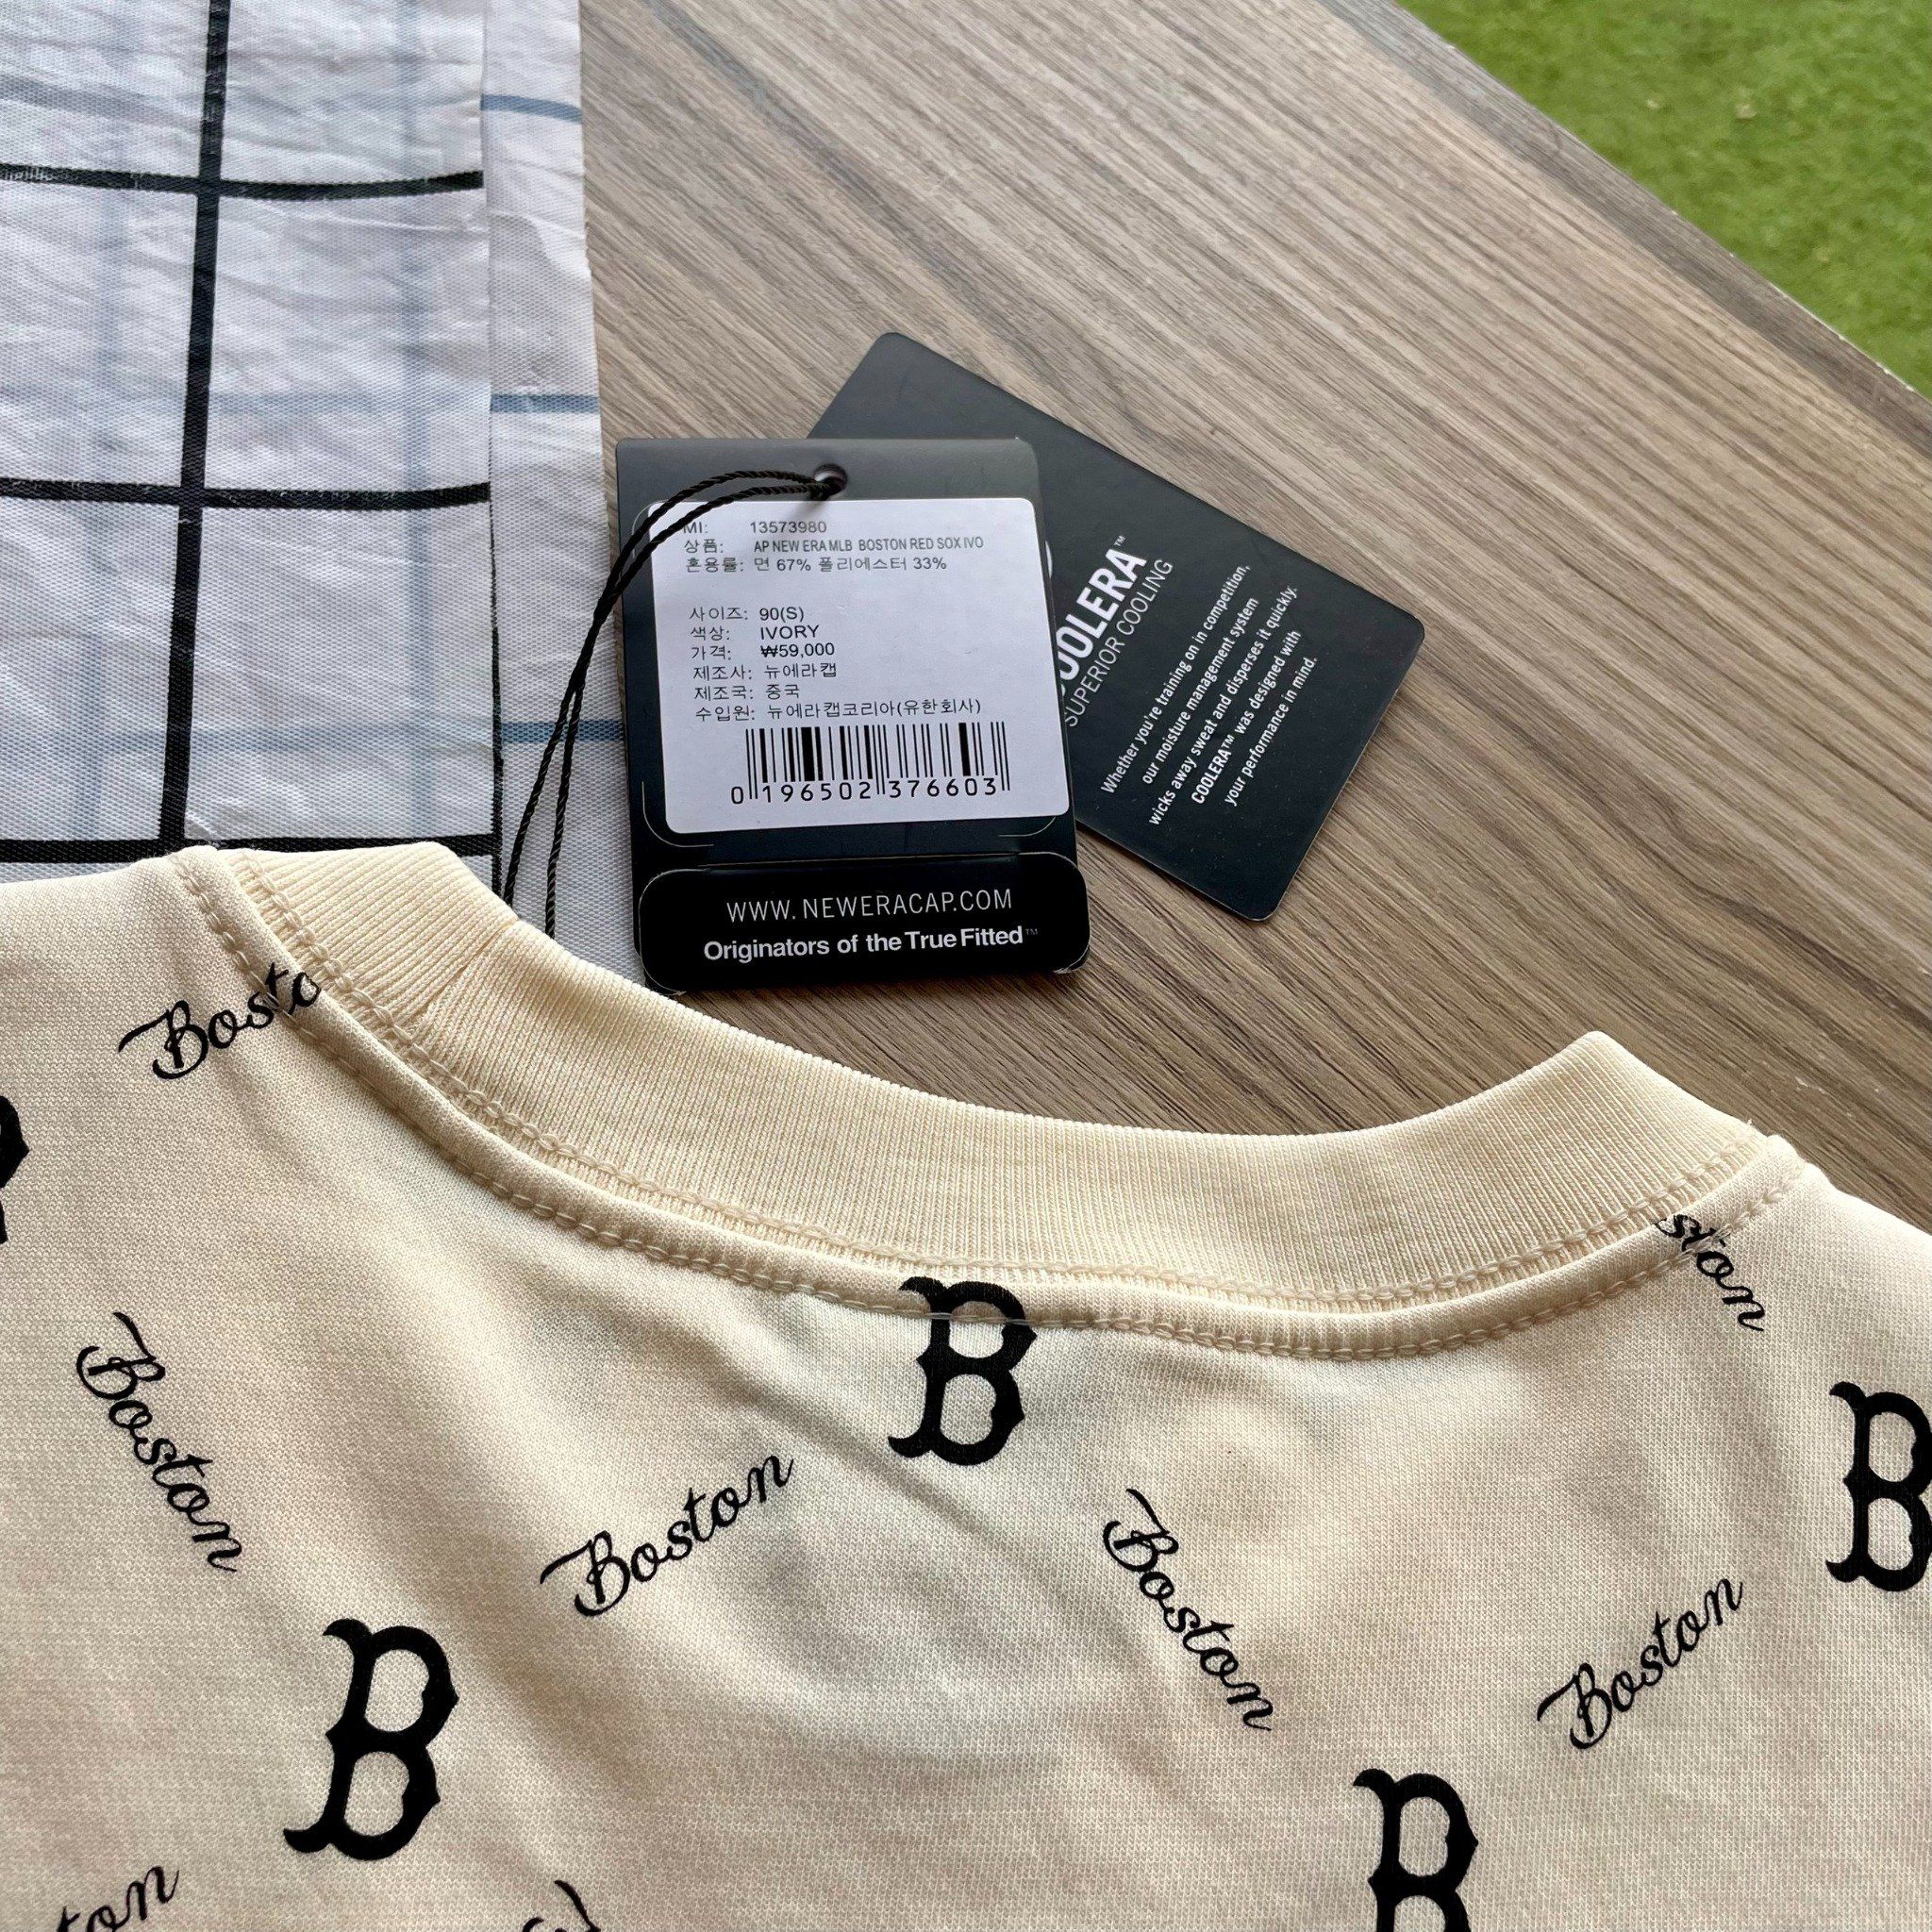 MI: 13573980
상품: AP NEW ERA MLB BOSTON RED SOX IVO
혼용률: 면 67% 폴리에스터 33%
사이즈: 90(S)
색상: IVORY
가격: ₩59,000
제조사: 뉴에라캡
제조국: 중국
수입원: 뉴에라캡코리아(유한회사)
0 196502 376603
WWW.NEWERACAP.COM
Originators of the True Fitted™
COOLERA™
SUPERIOR COOLING
Whether you're training on in competition,
our moisture management system
wicks away sweat and disperses it quickly.
COOLERA™ was designed with
your performance in mind.
Boston
ston
B
B
Boston
Boston
Boston
Boston
B
B